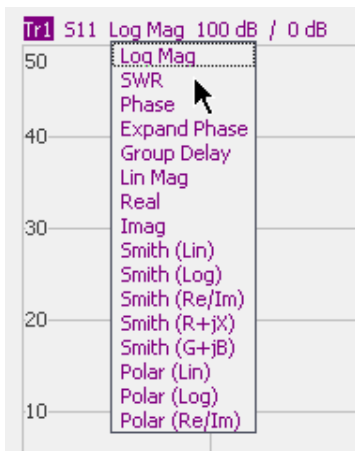 Tr1 S11 Log Mag 100 dB / 0 dB
50
Log Mag
SWR
Phase
40
Expand Phase
Group Delay
Lin Mag
Real
30
Imag
Smith (Lin)
Smith (Log)
Smith (Re/Im)
20
Smith (R+jX)
Smith (G+jB)
Polar (Lin)
Polar (Log)
10
Polar (Re/Im)